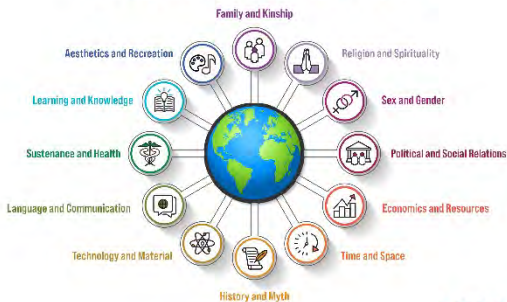 Family and Kinship
Aesthetics and Recreation
Religion and Spirituality
Learning and Knowledge
Sex and Gender
Sustenance and Health
Political and Social Relations
Language and Communication
Economics and Resources
Technology and Material
Time and Space
History and Myth